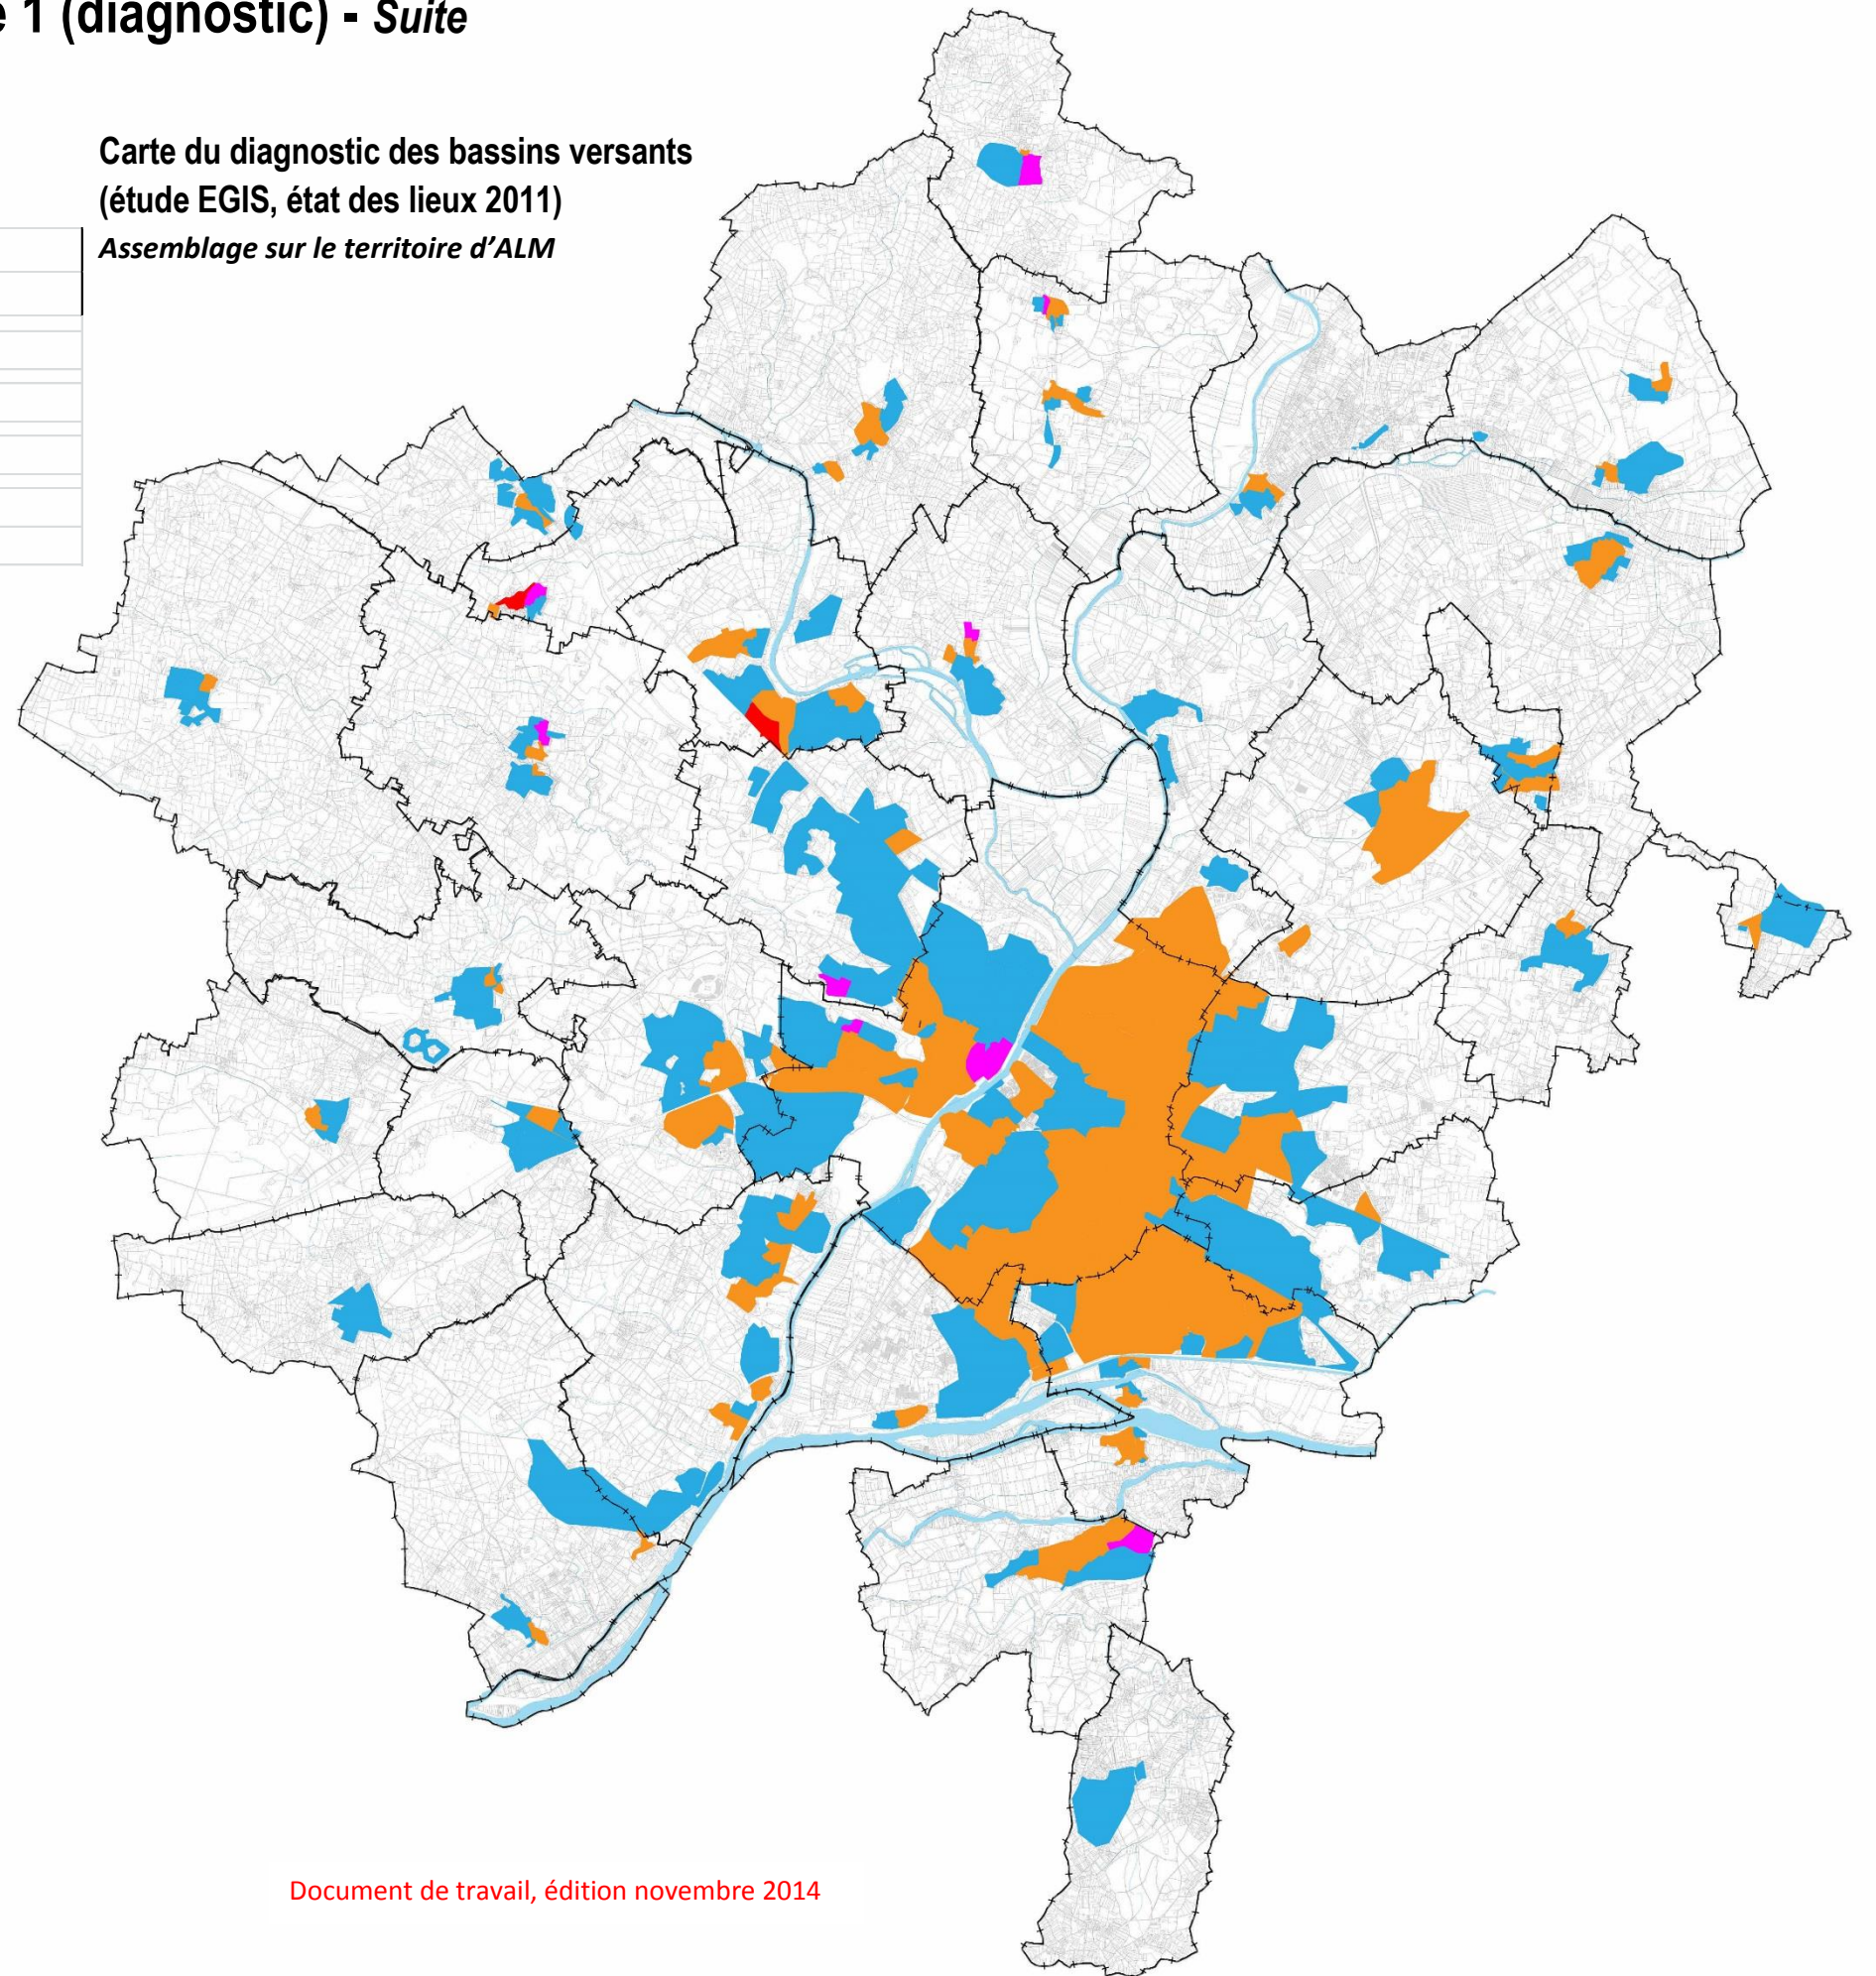 e 1 (diagnostic) - Suite
Carte du diagnostic des bassins versants
(étude EGIS, état des lieux 2011)
Assemblage sur le territoire d’ALM
Document de travail, édition novembre 2014